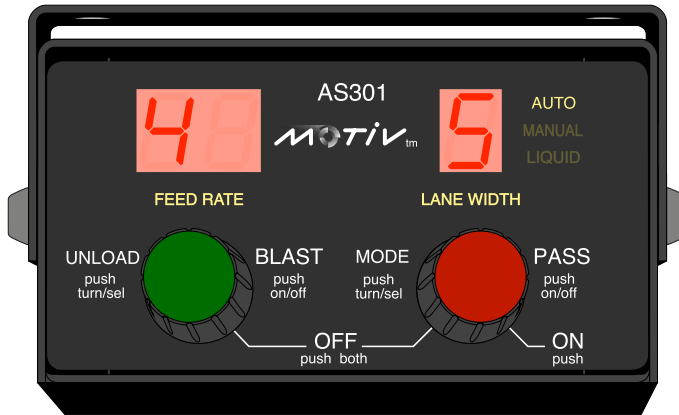 AS301
4
5
MOTIV tm
AUTO
MANUAL
LIQUID
FEED RATE
LANE WIDTH
UNLOAD
push
turn/sel
BLAST
push
on/off
MODE
push
turn/sel
PASS
push
on/off
OFF
push both
ON
push